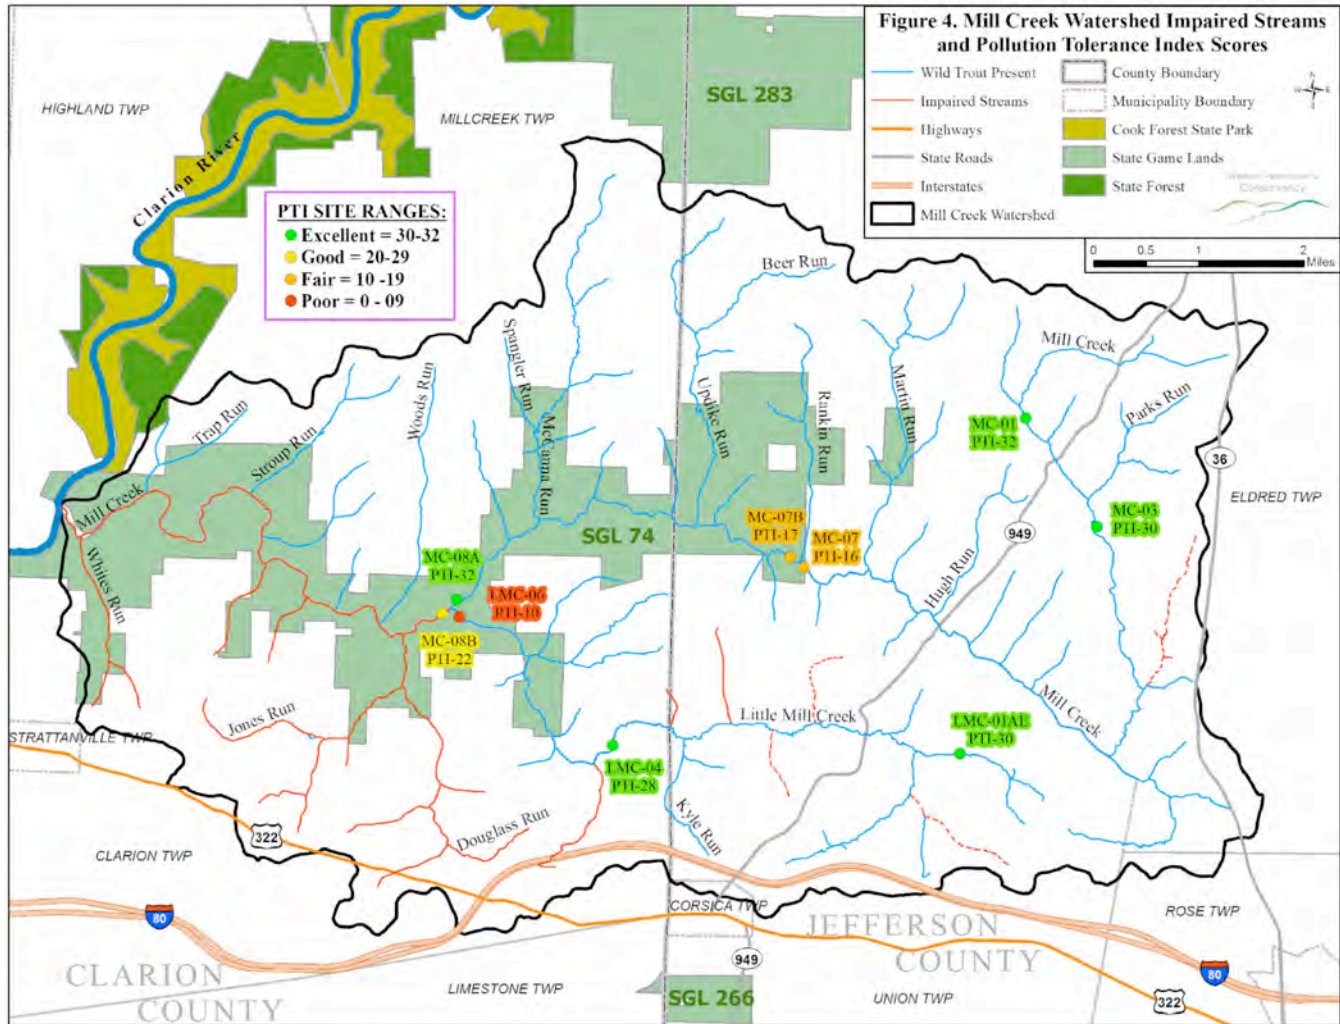 Figure 4. Mill Creek Watershed Impaired Streams
and Pollution Tolerance Index Scores
Wild Trout Present
Impaired Streams
Highways
State Roads
Interstates
Mill Creek Watershed
County Boundary
Municipality Boundary
Cook Forest State Park
State Game Lands
State Forest
N
W
E
S
Conservancy
0 0.5 1 2
Miles
HIGHLAND TWP
MILLCREEK TWP
SGL 283
Clarion River
PTI SITE RANGES:
Excellent = 30-32
Good = 20-29
Fair = 10 -19
Poor = 0 - 09
Beer Run
Mill Creek
Spangler Run
Woods Run
McCanna Run
Updike Run
Rankin Run
Martin Run
Parks Run
Trap Run
Stroup Run
MC-01
PTI-32
36
ELDRED TWP
Mill Creek
SGL 74
MC-07B
PTI-17
MC-07
PTI-16
MC-03
PTI-30
949
Whites Run
MC-08A
PTI-32
LMC-06
PTI-10
MC-08B
PTI-22
Hugh Run
Jones Run
Little Mill Creek
Mill Creek
STRATTANVILLE TWP
LMC-04
PTI-28
LMC-01AE
PTI-30
322
Douglass Run
Kyle Run
CLARION TWP
80
CORSICA TWP
ROSE TWP
JEFFERSON
COUNTY
CLARION
COUNTY
949
80
LIMESTONE TWP
SGL 266
UNION TWP
322